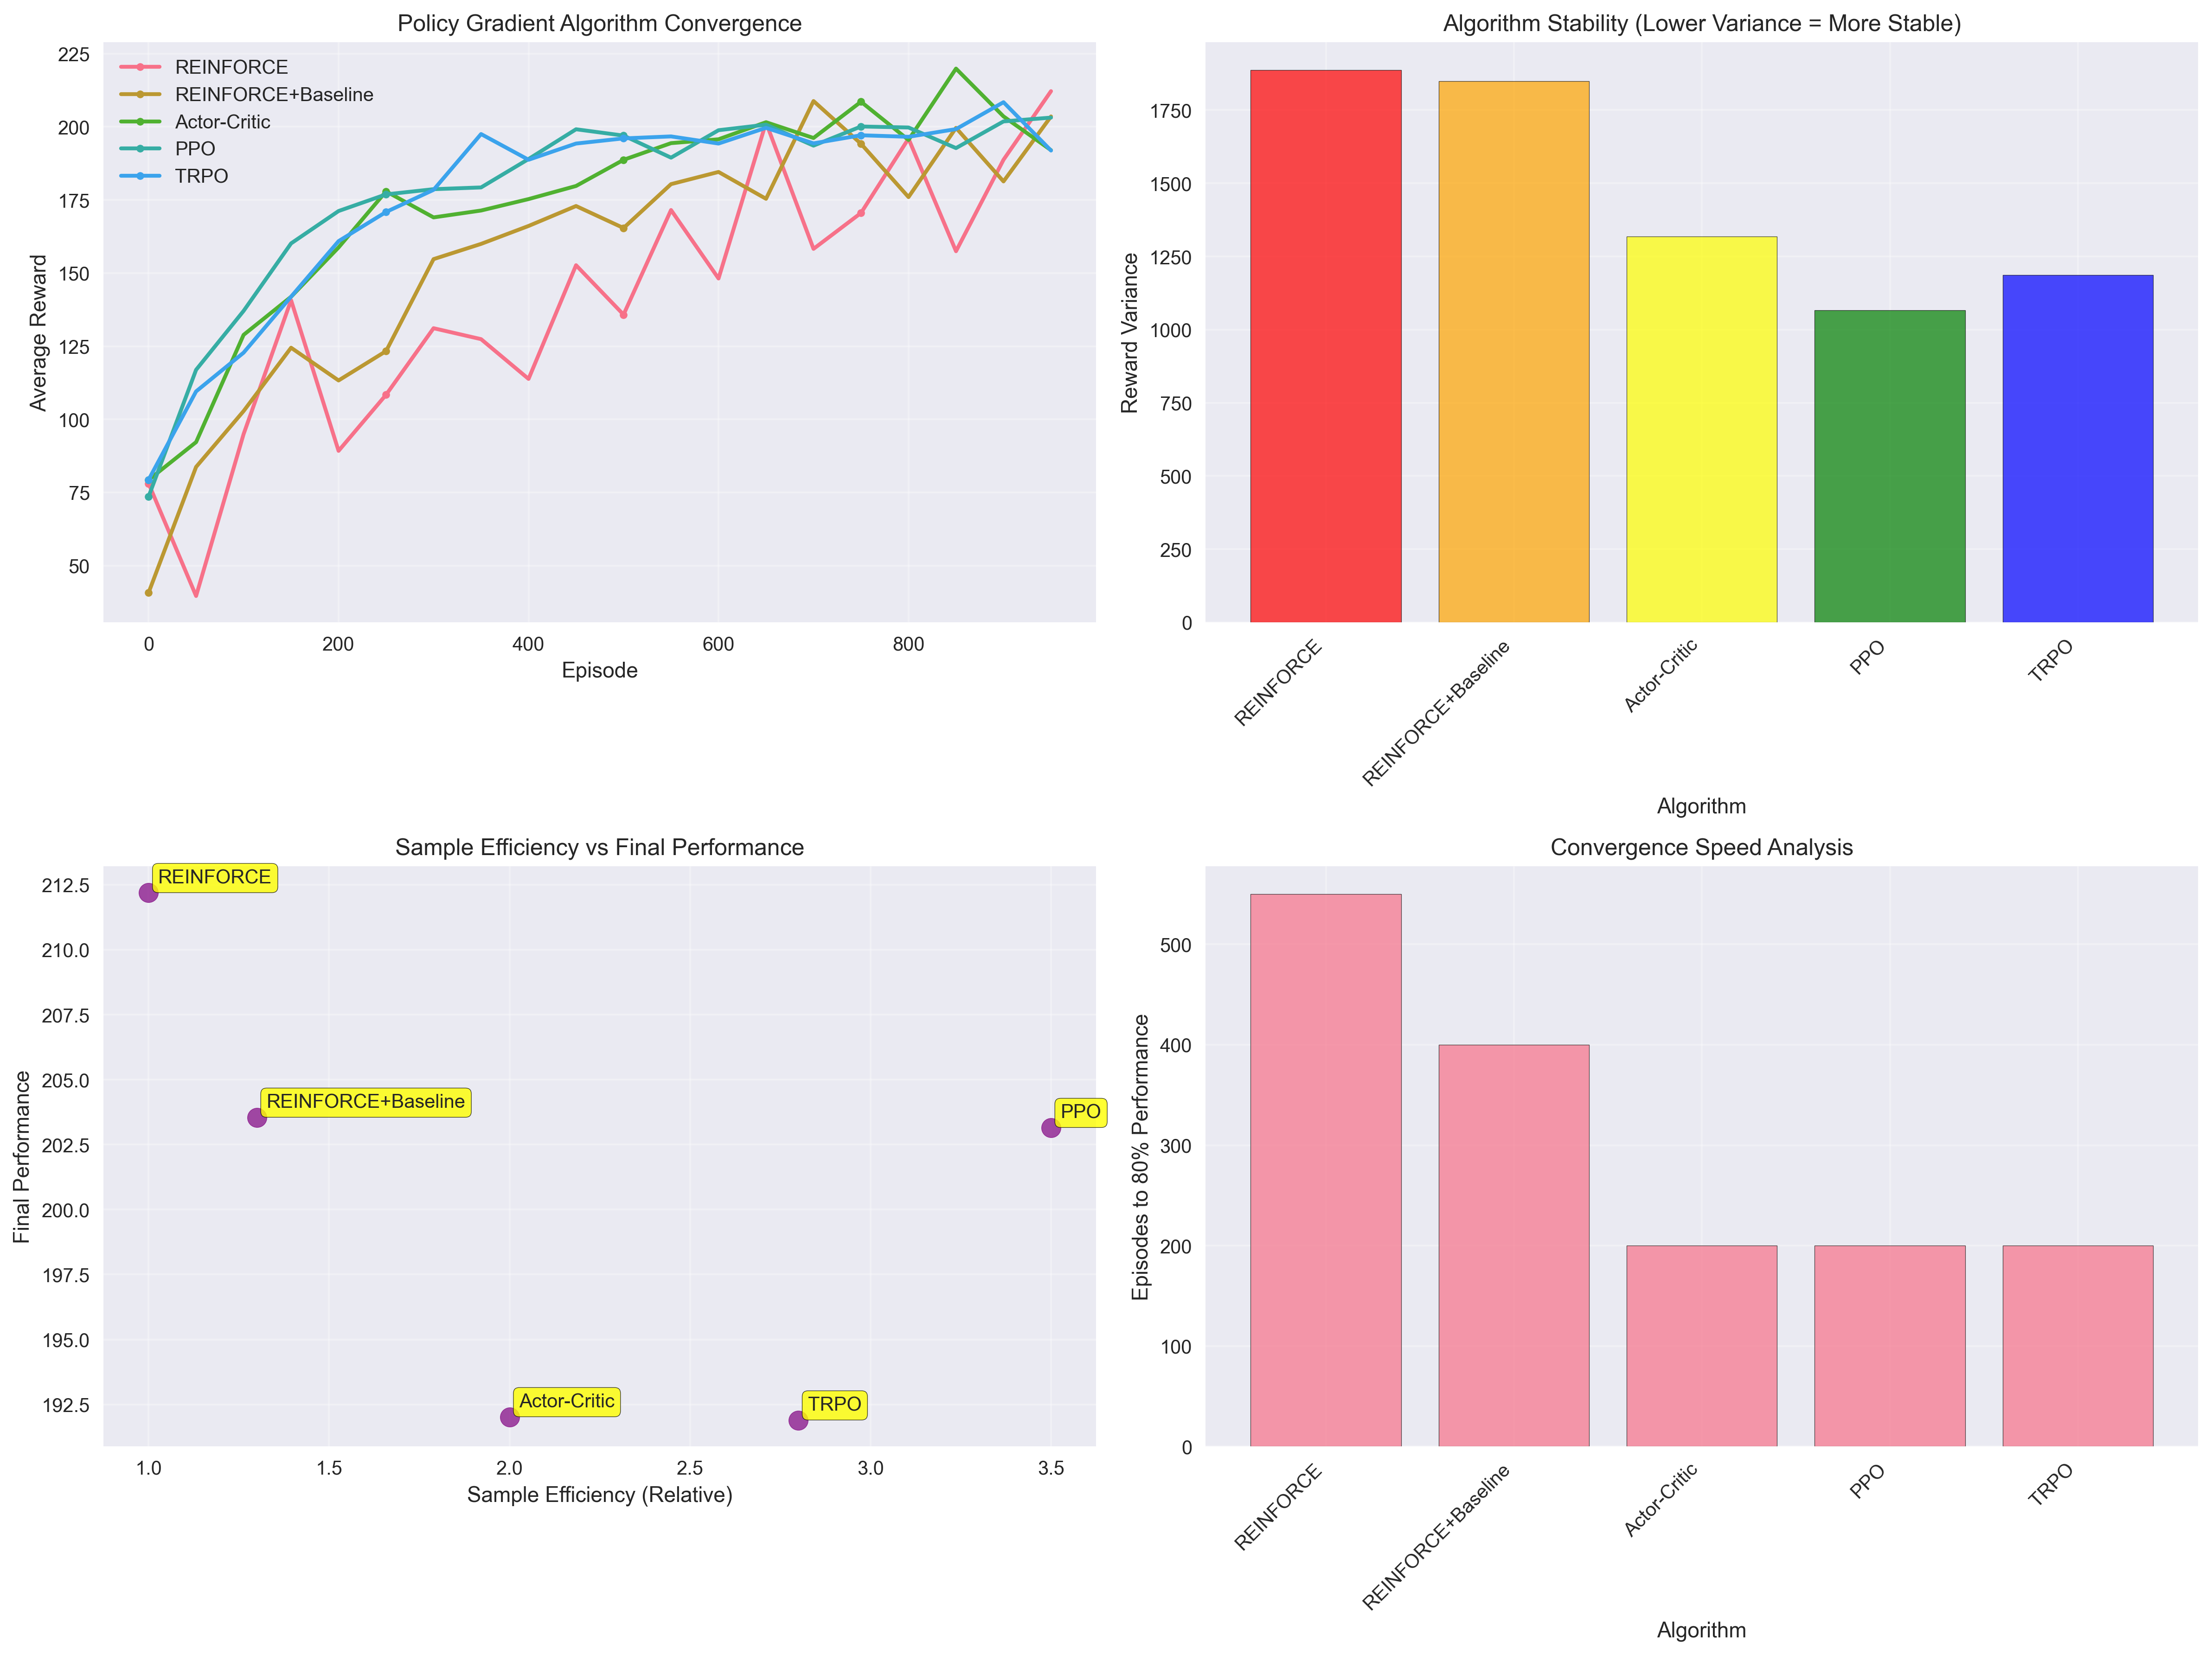 Policy Gradient Algorithm Convergence
225
200
175
150
125
100
75
50
Average Reward
REINFORCE
REINFORCE+Baseline
Actor-Critic
PPO
TRPO
0
200
400
600
800
Episode
Algorithm Stability (Lower Variance = More Stable)
1750
1500
1250
1000
750
500
250
0
Reward Variance
REINFORCE
REINFORCE+Baseline
Actor-Critic
PPO
TRPO
Algorithm
Sample Efficiency vs Final Performance
212.5
210.0
207.5
205.0
202.5
200.0
197.5
195.0
192.5
Final Performance
REINFORCE
REINFORCE+Baseline
PPO
Actor-Critic
TRPO
1.0
1.5
2.0
2.5
3.0
3.5
Sample Efficiency (Relative)
Convergence Speed Analysis
500
400
300
200
100
0
Episodes to 80% Performance
REINFORCE
REINFORCE+Baseline
Actor-Critic
PPO
TRPO
Algorithm